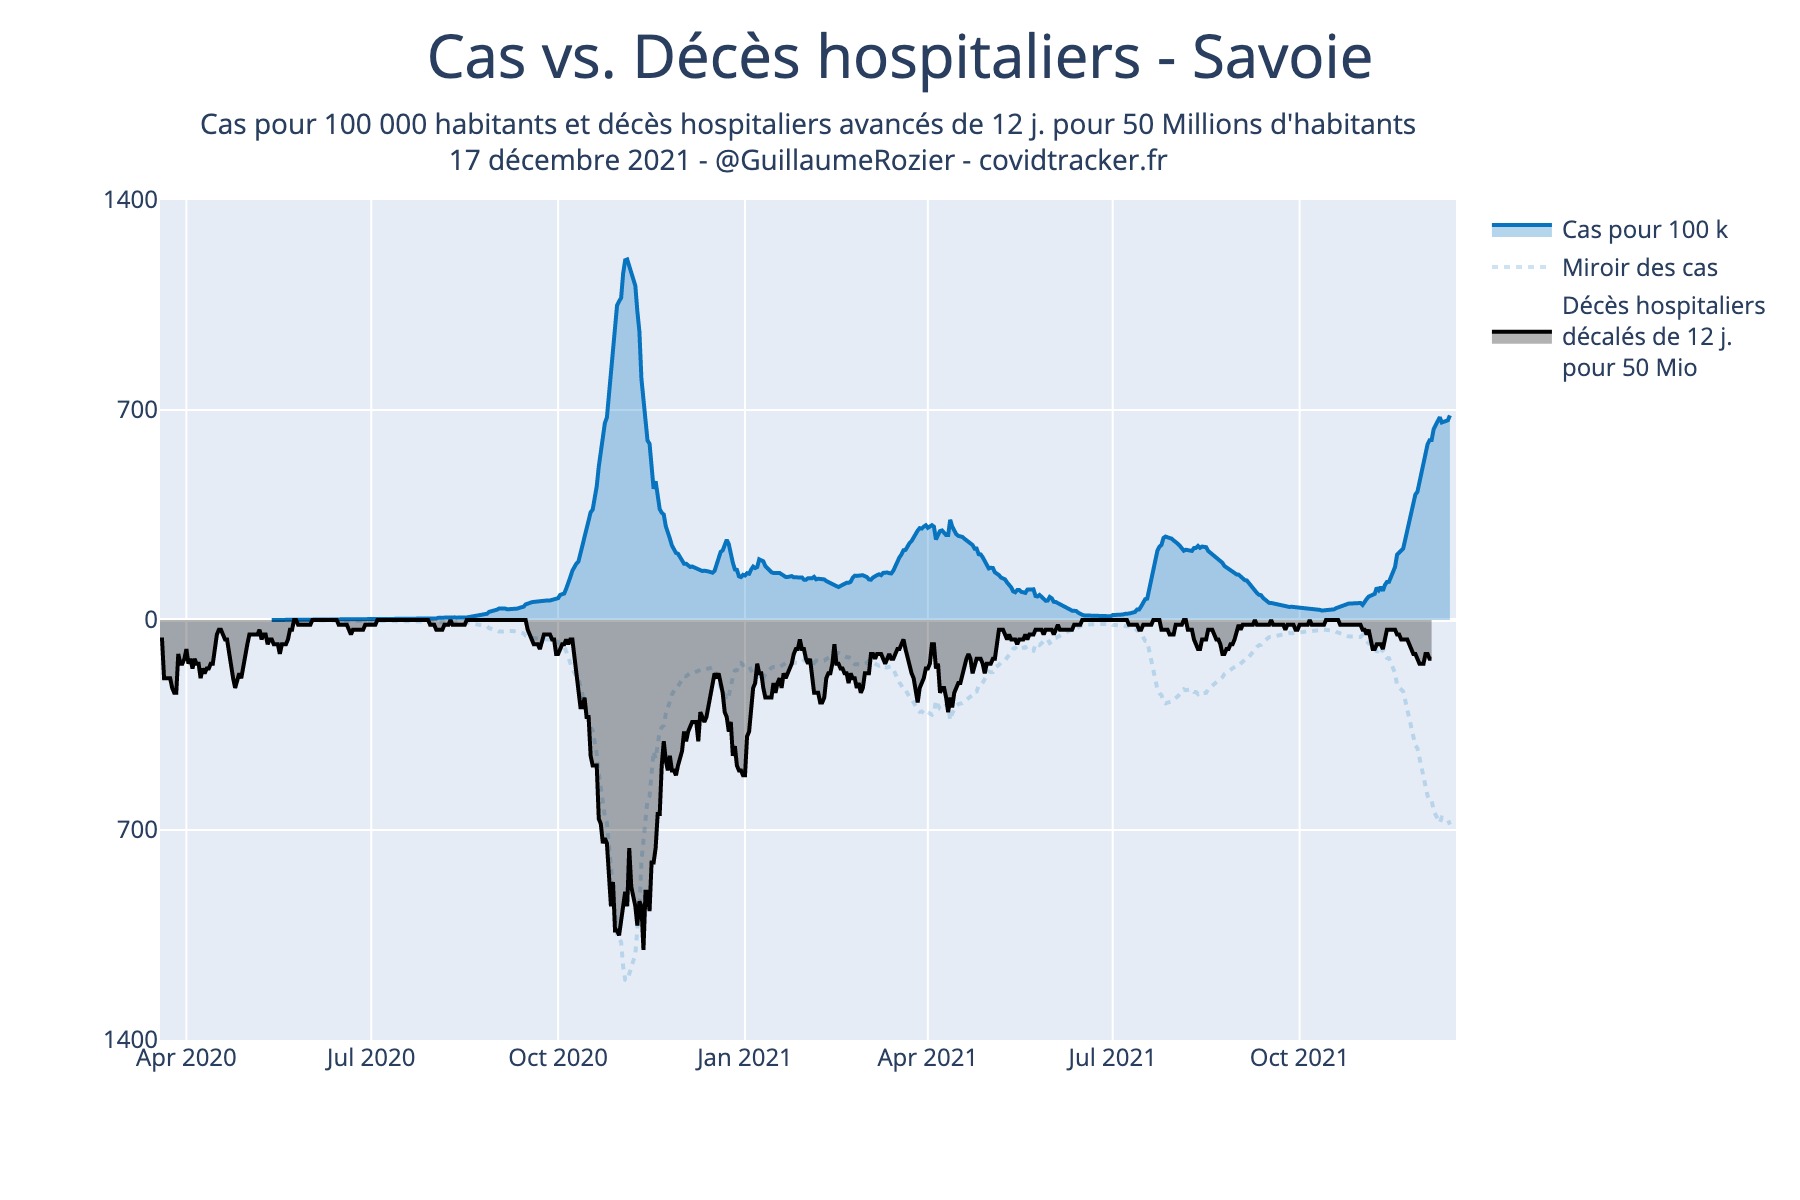 Cas vs. Décès hospitaliers - Savoie
Cas pour 100 000 habitants et décès hospitaliers avancés de 12 j. pour 50 Millions d'habitants
17 décembre 2021 - @GuillaumeRozier - covidtracker.fr
1400
700
0
700
1400
Apr 2020
Jul 2020
Oct 2020
Jan 2021
Apr 2021
Jul 2021
Oct 2021
Cas pour 100 k
Miroir des cas
Décès hospitaliers
décalés de 12 j.
pour 50 Mio